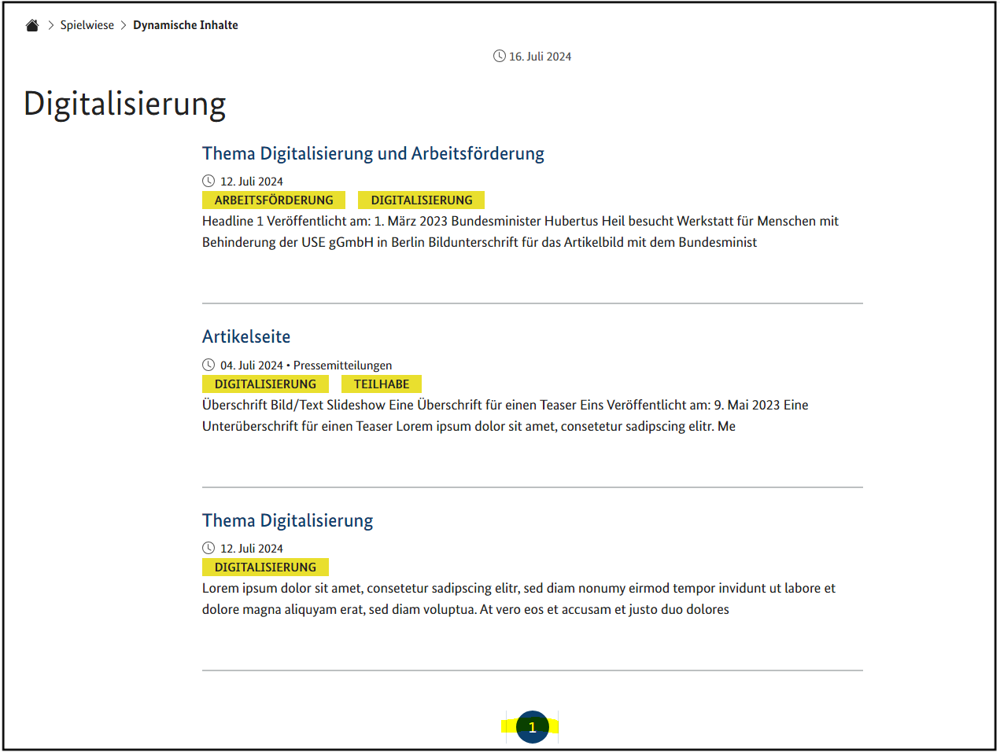 Spielwiese Dynamische Inhalte
16. Juli 2024
Digitalisierung
Thema Digitalisierung und Arbeitsförderung
12. Juli 2024
ARBEITSFÖRDERUNG DIGITALISIERUNG
Headline 1 Veröffentlicht am: 1. März 2023 Bundesminister Hubertus Heil besucht Werkstatt für Menschen mit
Behinderung der USE gGmbH in Berlin Bildunterschrift für das Artikelbild mit dem Bundesminist
Artikelseite
04. Juli 2024 • Pressemitteilungen
DIGITALISIERUNG TEILHABE
Überschrift Bild/Text Slideshow Eine Überschrift für einen Teaser Eins Veröffentlicht am: 9. Mai 2023 Eine
Unterüberschrift für einen Teaser Lorem ipsum dolor sit amet, consetetur sadipscing elitr. Me
Thema Digitalisierung
12. Juli 2024
DIGITALISIERUNG
Lorem ipsum dolor sit amet, consetetur sadipscing elitr, sed diam nonumy eirmod tempor invidunt ut labore et
dolore magna aliquyam erat, sed diam voluptua. At vero eos et accusam et justo duo dolores
1